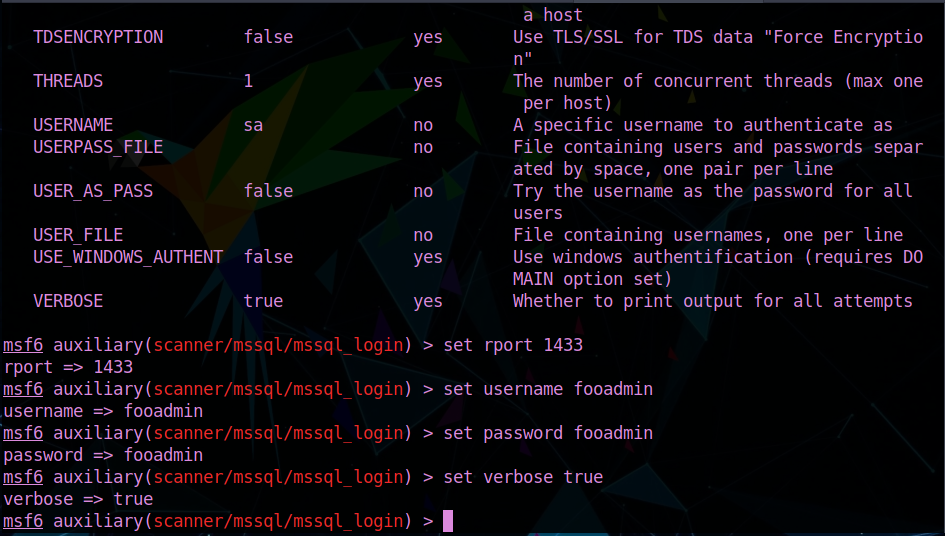 a host
TDSENCRYPTION false yes Use TLS/SSL for TDS data "Force Encryptio
n"
THREADS 1 yes The number of concurrent threads (max one
per host)
USERNAME sa no A specific username to authenticate as
USERPASS_FILE no File containing users and passwords separ
ated by space, one pair per line
USER_AS_PASS false no Try the username as the password for all
users
USER_FILE no File containing usernames, one per line
USE_WINDOWS_AUTHENT false yes Use windows authentification (requires DO
MAIN option set)
VERBOSE true yes Whether to print output for all attempts
msf6 auxiliary(scanner/mssql/mssql_login) > set rport 1433
rport => 1433
msf6 auxiliary(scanner/mssql/mssql_login) > set username fooadmin
username => fooadmin
msf6 auxiliary(scanner/mssql/mssql_login) > set password fooadmin
password => fooadmin
msf6 auxiliary(scanner/mssql/mssql_login) > set verbose true
verbose => true
msf6 auxiliary(scanner/mssql/mssql_login) >